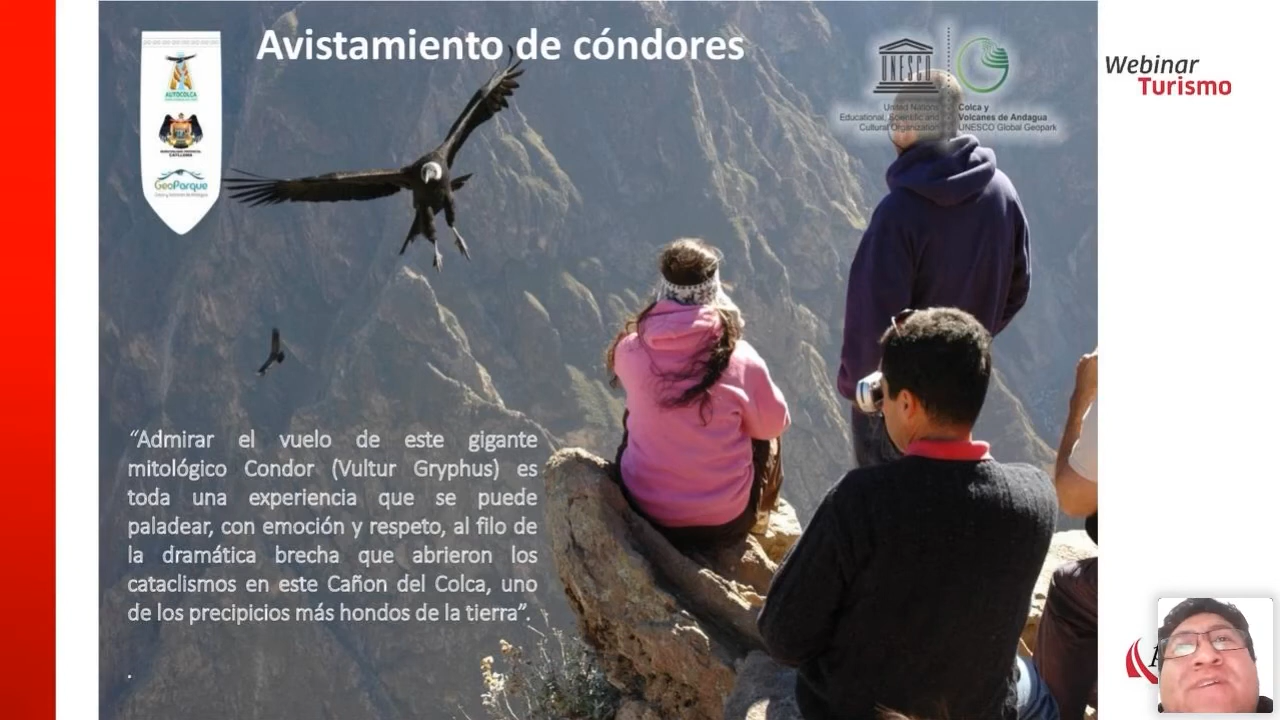 Avistamiento de cóndores
AUTOCOLCA
CAYLLOMA
GeoParque
UNESCO
United Nations
Educational, Scientific and
Cultural Organization
Colca y
Volcanes de Andagua
UNESCO Global Geopark
Webinar
Turismo
“Admirar el vuelo de este gigante
mitológico Condor (Vultur Gryphus) es
toda una experiencia que se puede
paladear, con emoción y respeto, al filo de
la dramática brecha que abrieron los
cataclismos en este Cañon del Colca, uno
de los precipicios más hondos de la tierra”.
.